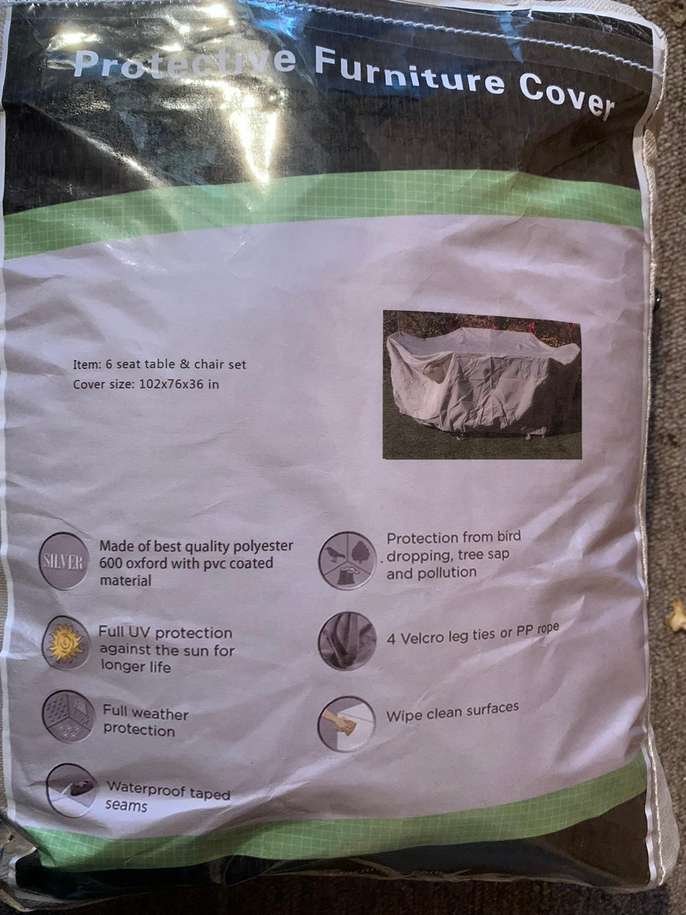 Protective Furniture Cover
Item: 6 seat table & chair set
Cover size: 102x76x36 in
SILVER
Made of best quality polyester
600 oxford with pvc coated
material
Full UV protection
against the sun for
longer life
Full weather
protection
Waterproof taped
seams
Protection from bird
dropping, tree sap
and pollution
4 Velcro leg ties or PP rope
Wipe clean surfaces